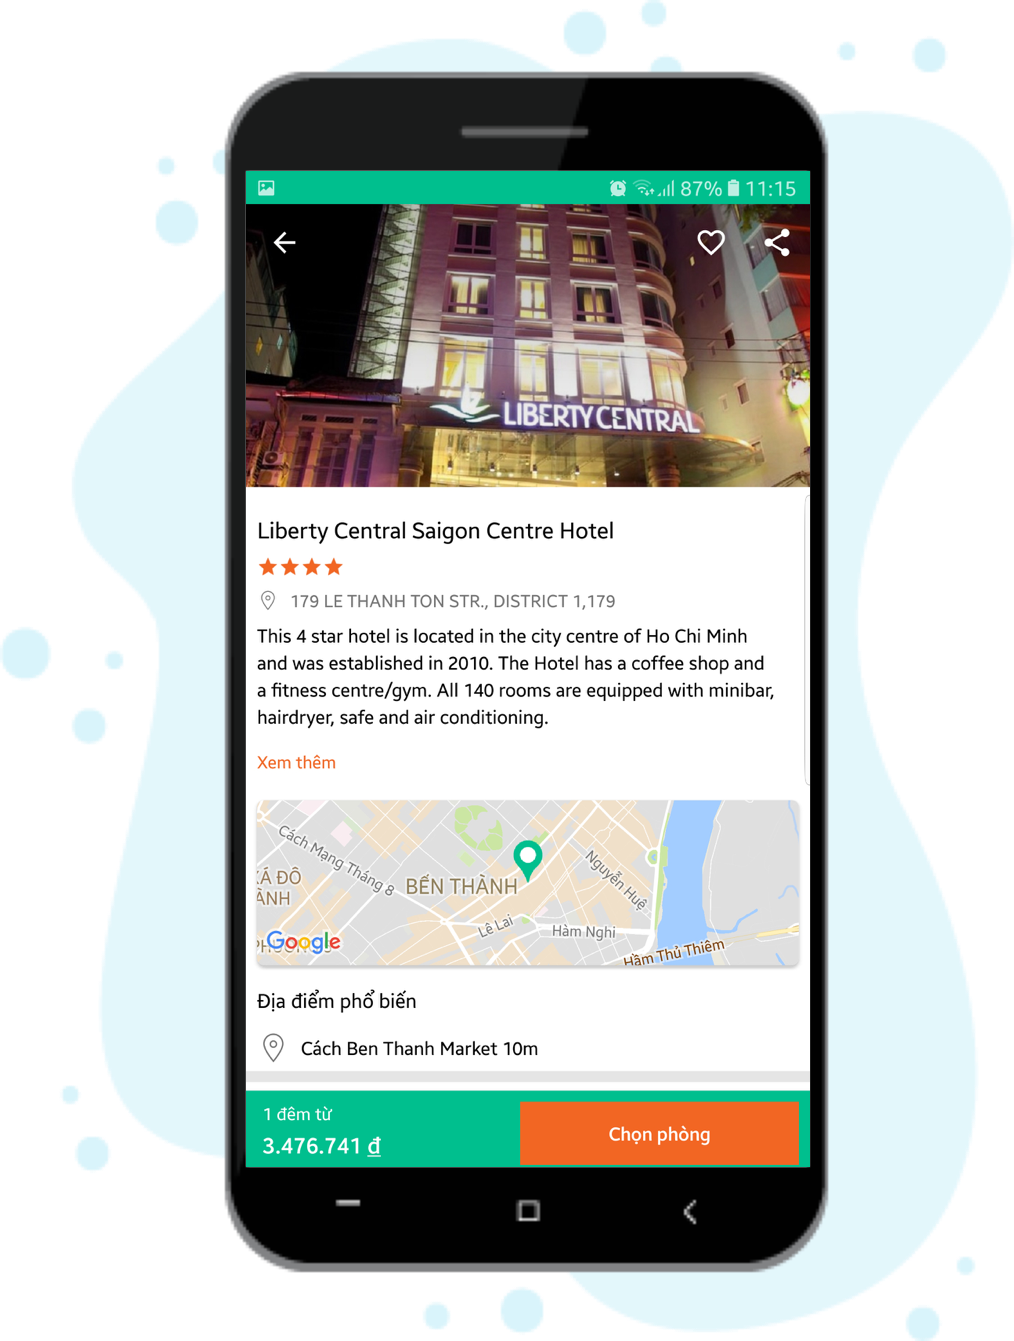 87% 11:15
LIBERTY CENTRAL
Liberty Central Saigon Centre Hotel
179 LE THANH TON STR., DISTRICT 1,179
This 4 star hotel is located in the city centre of Ho Chi Minh
and was established in 2010. The Hotel has a coffee shop and
a fitness centre/gym. All 140 rooms are equipped with minibar,
hairdryer, safe and air conditioning.
Xem thêm
Cách Mạng Tháng 8
BẾN THÀNH
Nguyễn Huệ
Lê Lai
Hàm Nghi
Hầm Thủ Thiêm
Google
Địa điểm phổ biến
Cách Ben Thanh Market 10m
1 đêm từ
3.476.741 đ
Chọn phòng